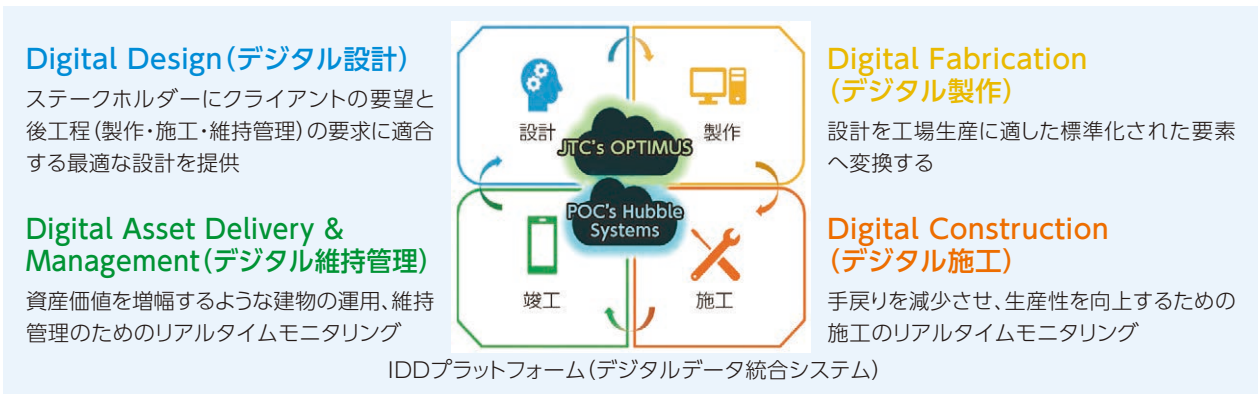 Digital Design(デジタル設計)
ステークホルダーにクライアントの要望と
後工程(製作・施工・維持管理)の要求に適合
する最適な設計を提供
Digital Asset Delivery &
Management(デジタル維持管理)
資産価値を増幅するような建物の運用、維持
管理のためのリアルタイムモニタリング
設計
製作
JTC's OPTIMUS
POC's Hubble
Systems
竣工
施工
Digital Fabrication
(デジタル製作)
設計を工場生産に適した標準化された要素
へ変換する
Digital Construction
(デジタル施工)
手戻りを減少させ、生産性を向上するための
施工のリアルタイムモニタリング
IDDプラットフォーム(デジタルデータ統合システム)